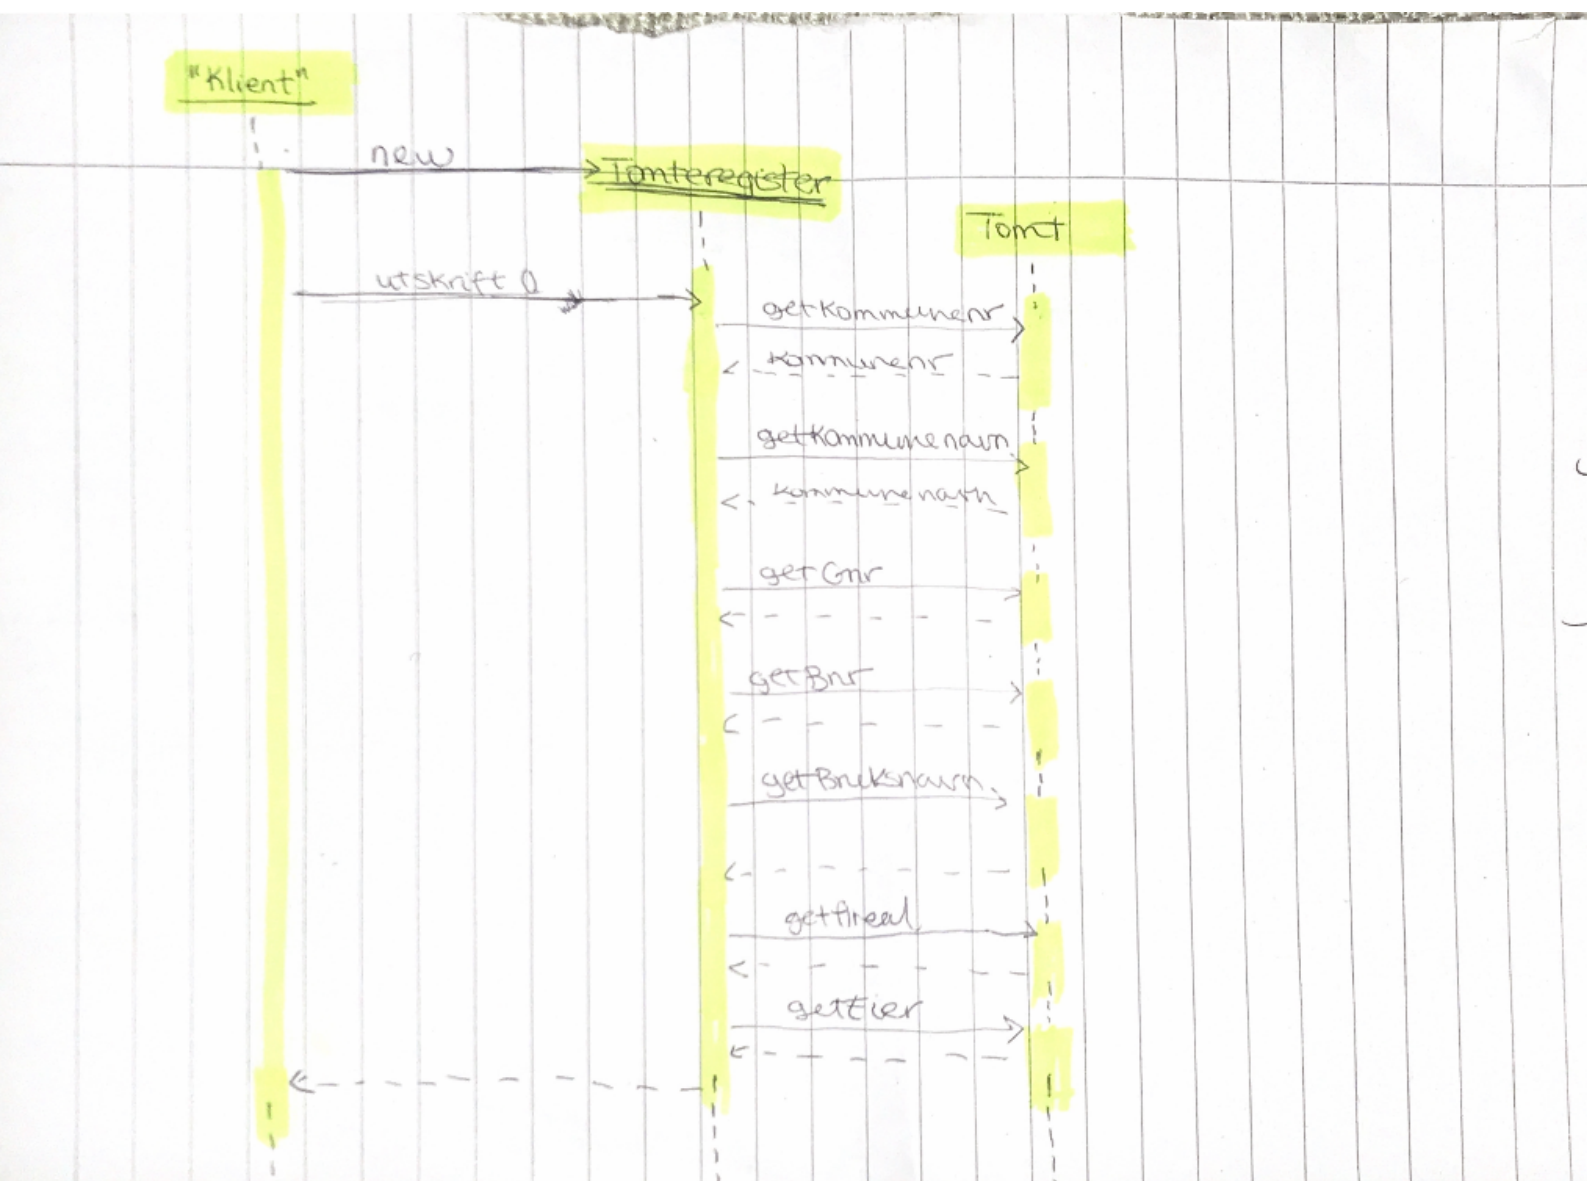 "Klient"
new
Tomteregister
Tomt
utskrift()
getKommunenr
kommunenr
getKommunenavn
kommunenavn
getGnr
getBnr
getBruksnavn
getAreal
getEier